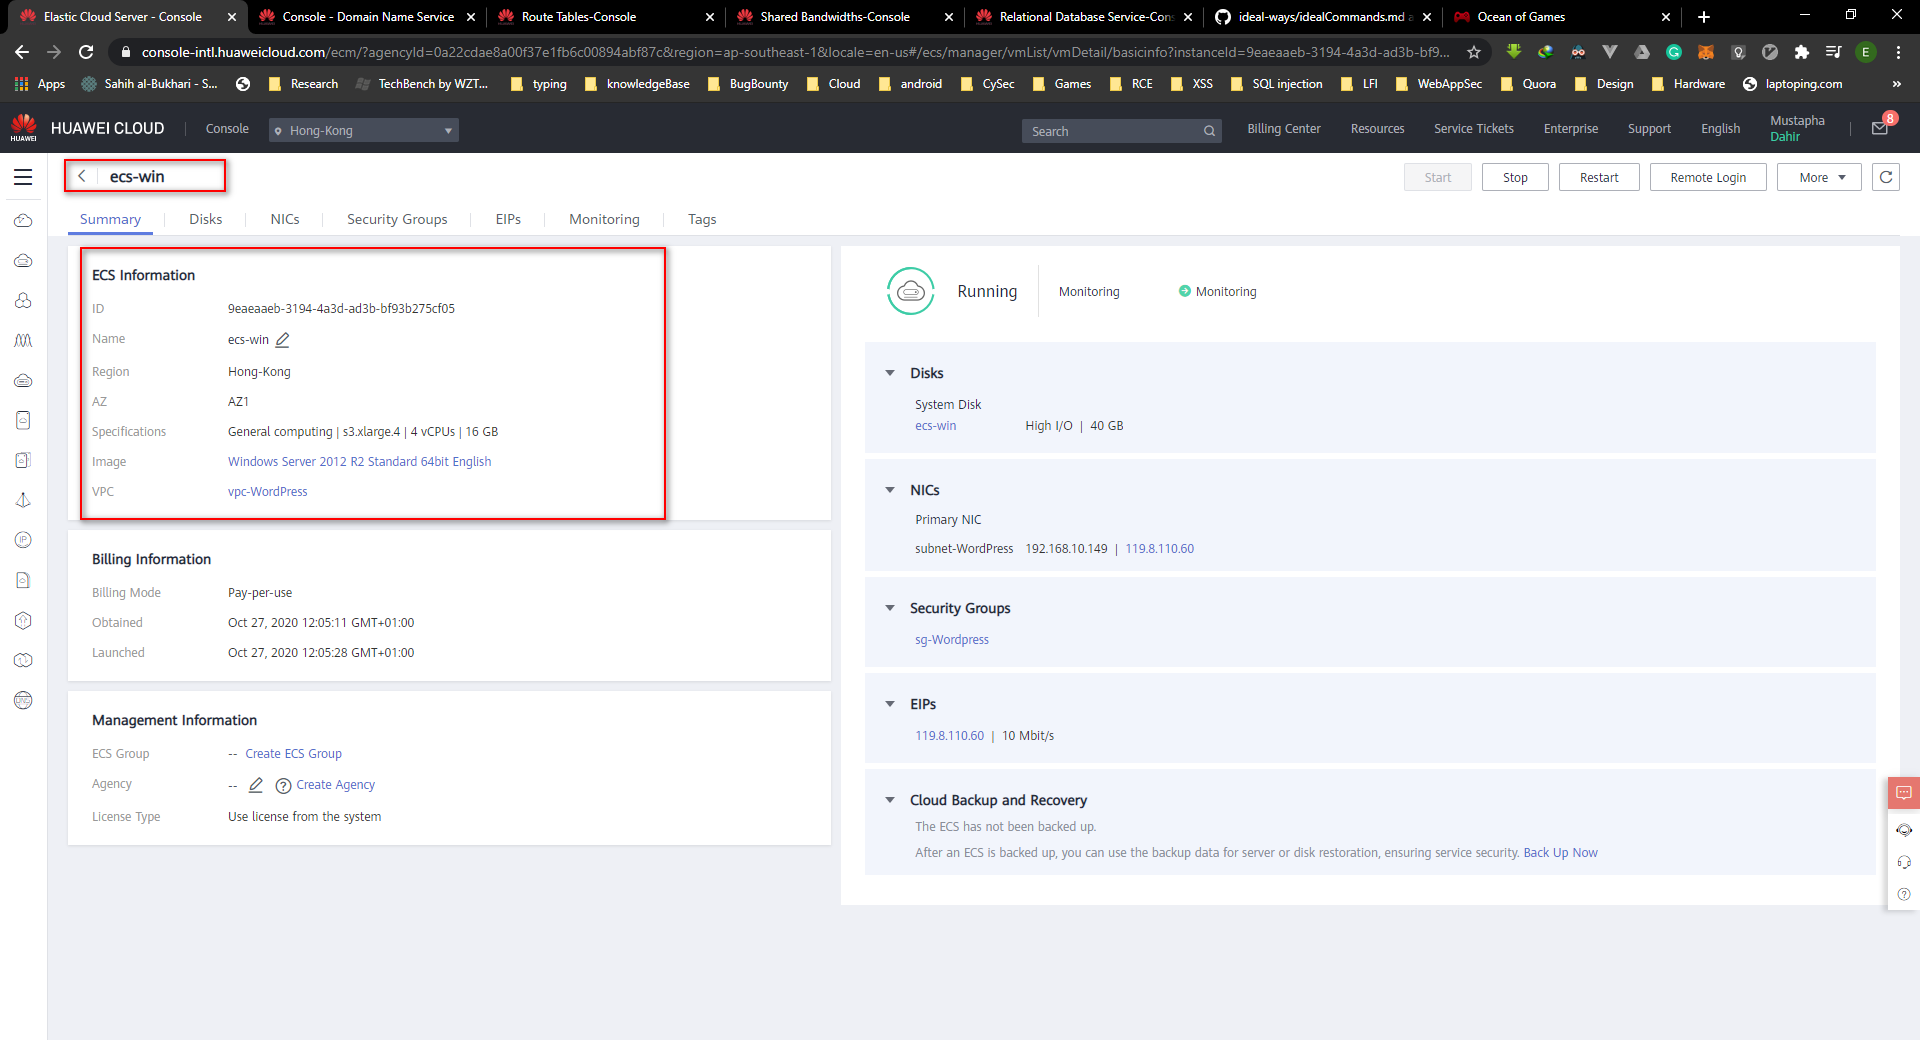 Elastic Cloud Server - Console
Console - Domain Name Service
Route Tables-Console
Shared Bandwidths-Console
Relational Database Service-Con
ideal-ways/idealCommands.md a
Ocean of Games
console-intl.huaweicloud.com/ecm/?agencyId=0a22cdae8a00f37e1fb6c00894abf87c&region=ap-southeast-1&locale=en-us#/ecs/manager/vmList/vmDetail/basicinfo?instanceId=9eaeaaeb-3194-4a3d-ad3b-bf9...
E
Apps
Sahih al-Bukhari - S...
Research
TechBench by WZT...
typing
knowledgeBase
BugBounty
Cloud
android
CySec
Games
RCE
XSS
SQL injection
LFI
WebAppSec
Quora
Design
Hardware
laptoping.com
»
HUAWEI
HUAWEI CLOUD
Console
Hong-Kong
Search
Billing Center
Resources
Service Tickets
Enterprise
Support
English
Mustapha
Dahir
8
ecs-win
Start
Stop
Restart
Remote Login
More
Summary
Disks
NICs
Security Groups
EIPs
Monitoring
Tags
ECS Information
ID 9eaeaaeb-3194-4a3d-ad3b-bf93b275cf05
Name ecs-win
Region Hong-Kong
AZ AZ1
Specifications General computing | s3.xlarge.4 | 4 vCPUs | 16 GB
Image Windows Server 2012 R2 Standard 64bit English
VPC vpc-WordPress
Billing Information
Billing Mode Pay-per-use
Obtained Oct 27, 2020 12:05:11 GMT+01:00
Launched Oct 27, 2020 12:05:28 GMT+01:00
Management Information
ECS Group -- Create ECS Group
Agency -- Create Agency
License Type Use license from the system
Running
Monitoring
Monitoring
Disks
System Disk
ecs-win High I/O | 40 GB
NICs
Primary NIC
subnet-WordPress 192.168.10.149 | 119.8.110.60
Security Groups
sg-Wordpress
EIPs
119.8.110.60 | 10 Mbit/s
Cloud Backup and Recovery
The ECS has not been backed up.
After an ECS is backed up, you can use the backup data for server or disk restoration, ensuring service security. Back Up Now
IP